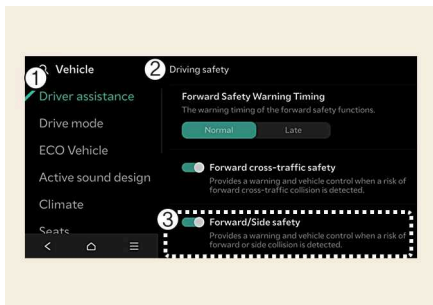 1
Vehicle
2
Driving safety
Driver assistance
Drive mode
ECO Vehicle
Active sound design
Climate
Seats
Forward Safety Warning Timing
The warning timing of the forward safety functions.
Normal
Late
Forward cross-traffic safety
Provides a warning and vehicle control when a risk of
forward cross-traffic collision is detected.
3
Forward/Side safety
Provides a warning and vehicle control when a risk of
forward or side collision is detected.